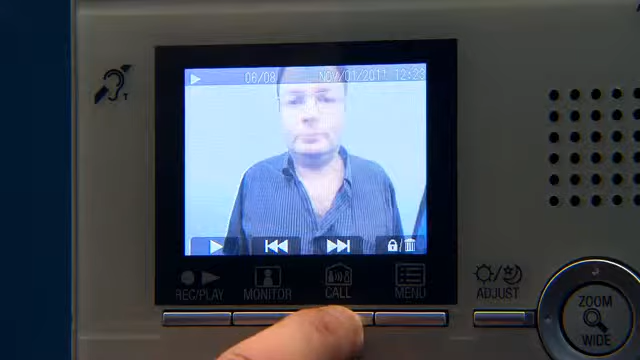 08/08 NOV/01/2011 12:23
REC/PLAY MONITOR CALL MENU
ADJUST
T
ZOOM
WIDE